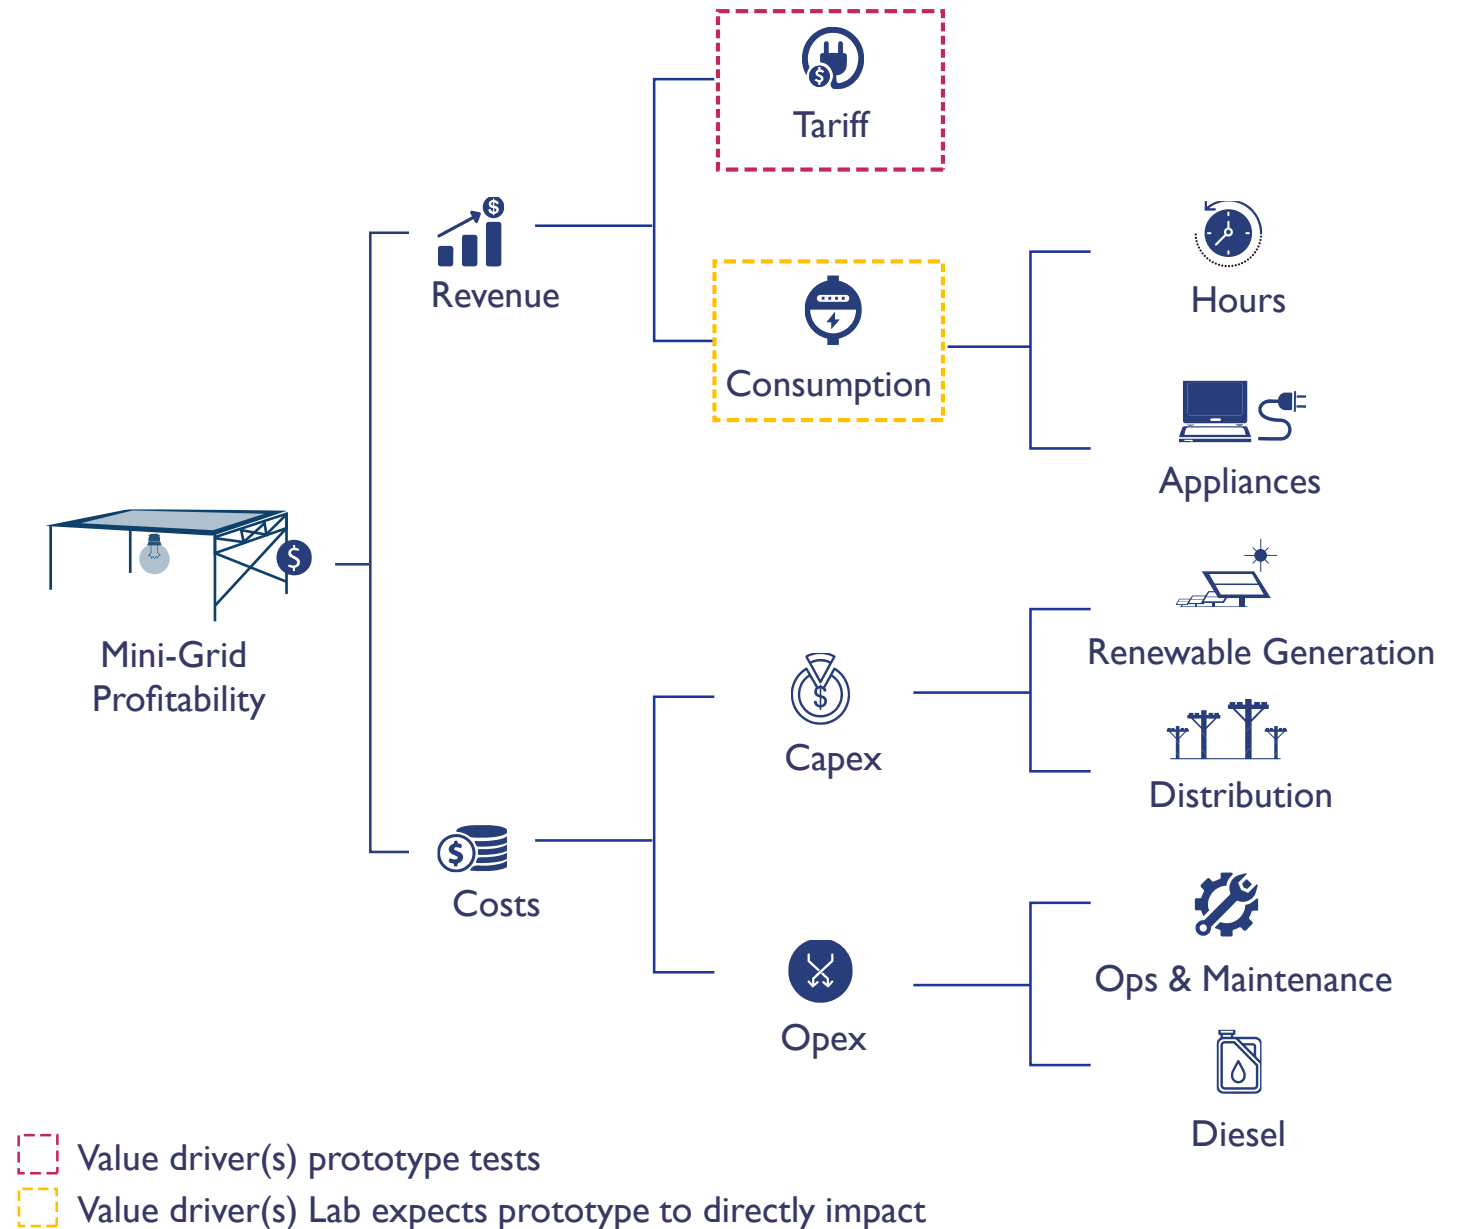 Tariff
Revenue
Hours
Consumption
Appliances
Mini-Grid
Profitability
Renewable Generation
Capex
Distribution
Costs
Ops & Maintenance
Opex
Diesel
Value driver(s) prototype tests
Value driver(s) Lab expects prototype to directly impact